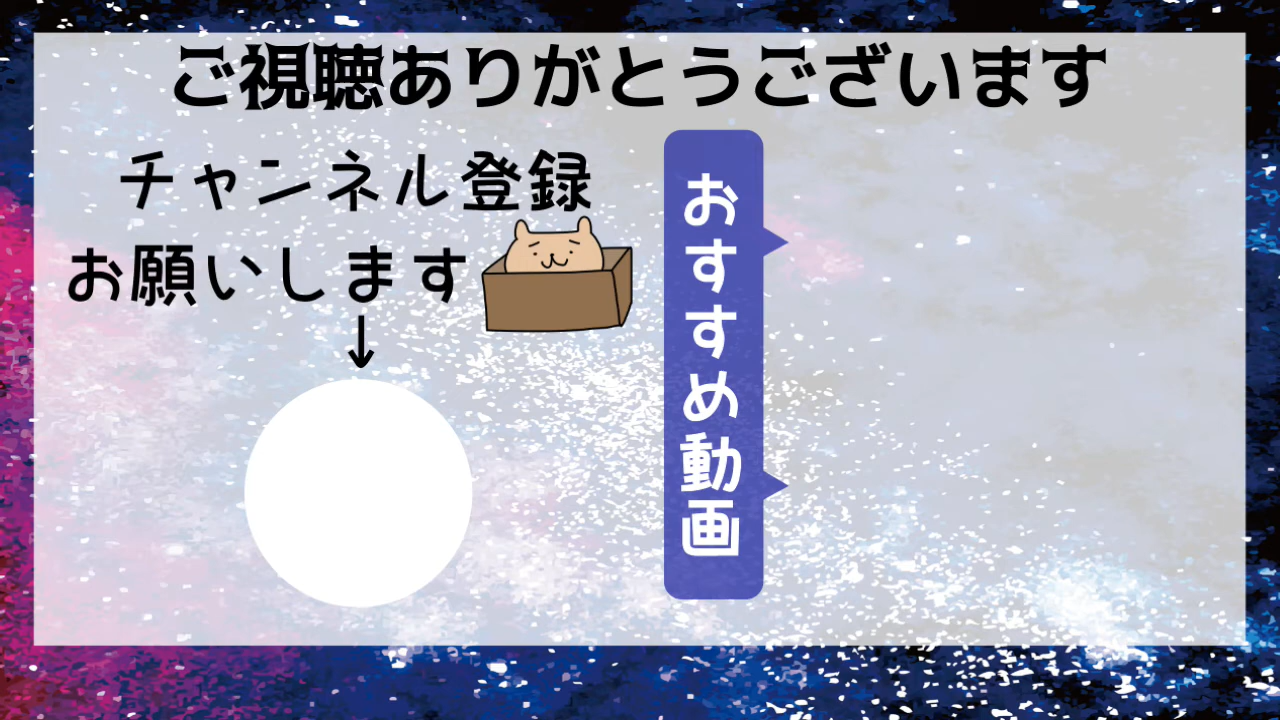 ご視聴ありがとうございます
チャンネル登録
お願いします
↓
おすすめ動画